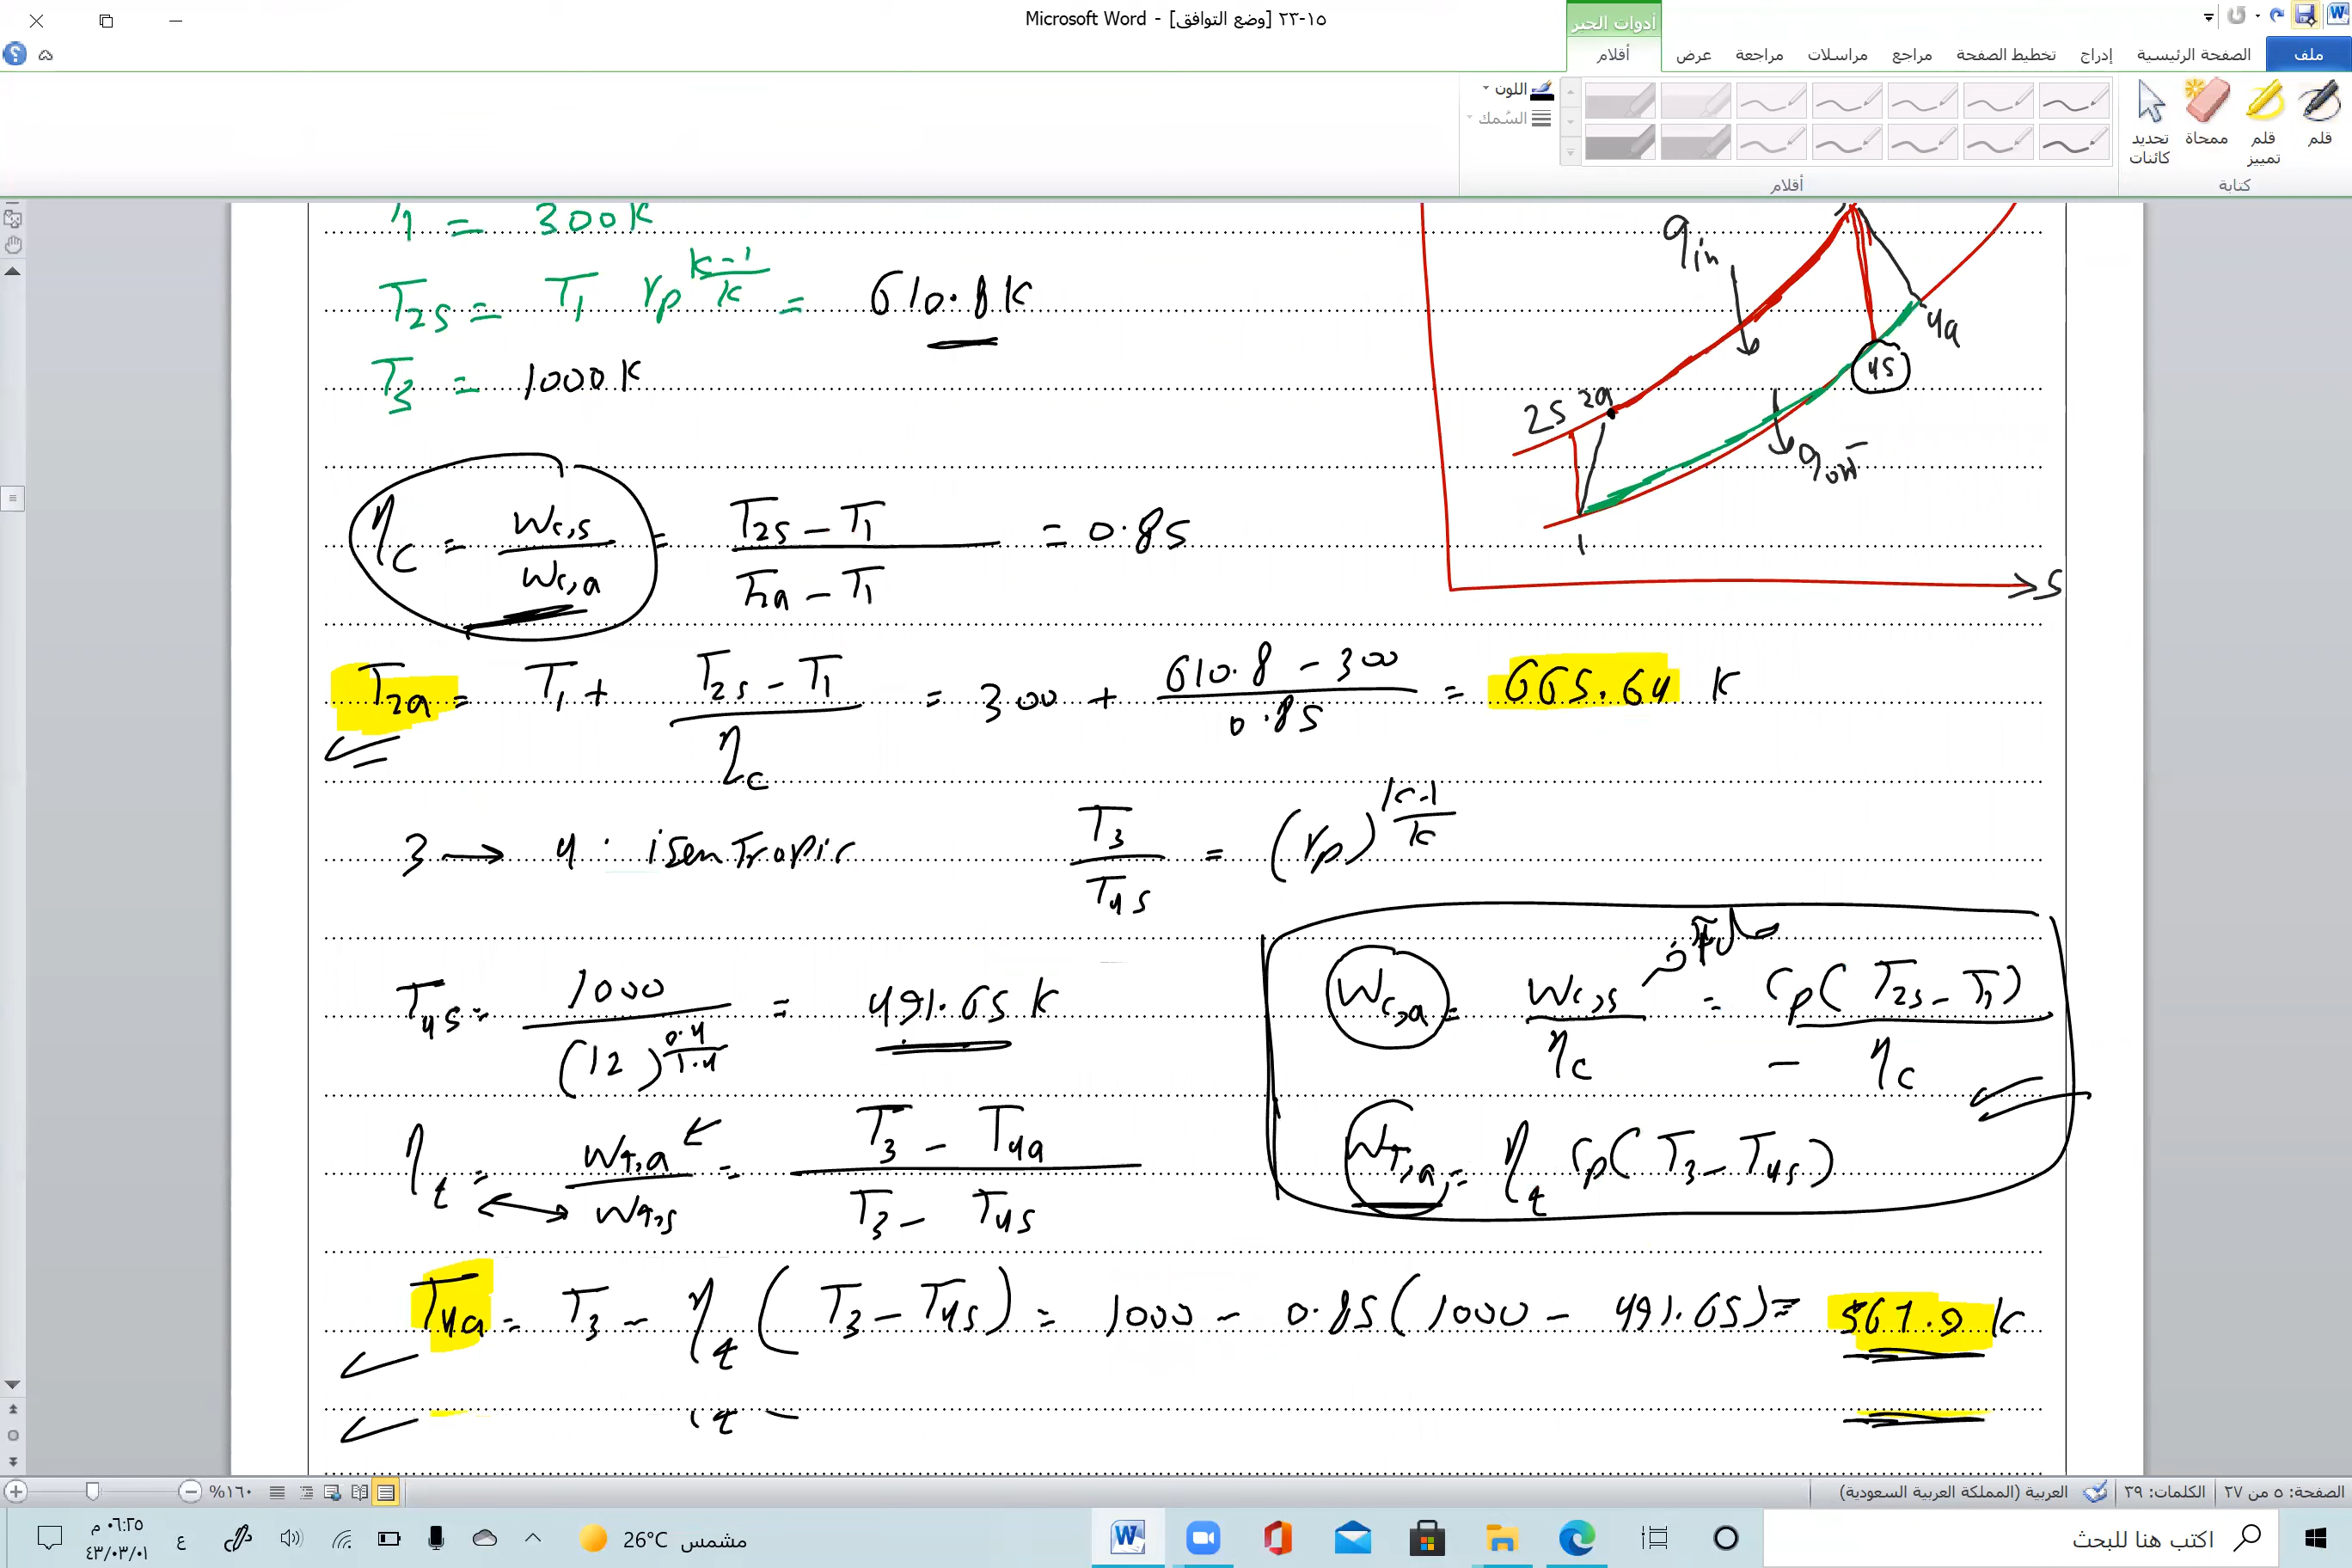 ٢٣-١٥ [وضع التوافق] - Microsoft Word
أدوات الحبر
ملف الصفحة الرئيسية إدراج تخطيط الصفحة مراجع مراسلات مراجعة عرض أقلام
قلم
قلم تمييز
ممحاة
تحديد كائنات
اللون
السُمك
كتابة
أقلام
= 300 K
T2s = T1 rp^(k-1/k) = 610.8 K
T3 = 1000 K
qin
4a
4s
2s 2a
qout
1
S
ηc = Wc,s / Wc,a = T2s - T1 / T2a - T1 = 0.85
T2a = T1 + T2s - T1 / ηc = 300 + 610.8 - 300 / 0.85 = 665.64 K
3 → 4 : isentropic T3 / T4s = (rp)^(k-1/k)
T4s = 1000 / (12)^(0.4/1.4) = 491.65 K
Wc,a = Wc,s / ηc = Cp(T2s - T1) / ηc
ηt = WT,a / WT,s = T3 - T4a / T3 - T4s
WT,a = ηt Cp(T3 - T4s)
T4a = T3 - ηt (T3 - T4s) = 1000 - 0.85(1000 - 491.65) = 567.9 K
الصفحة: ٥ من ٢٧ الكلمات: ٣٩ العربية (المملكة العربية السعودية)
%١٦٠
اكتب هنا للبحث
26°C مشمس
ع
٠٦:٢٥ م
٤٣/٠٣/٠١